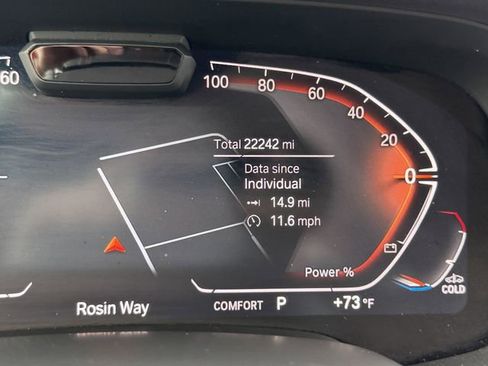 60
100
80
60
40
20
0
Total 22242 mi
Data since
Individual
14.9 mi
11.6 mph
Power %
COLD
Rosin Way
COMFORT P +73 °F